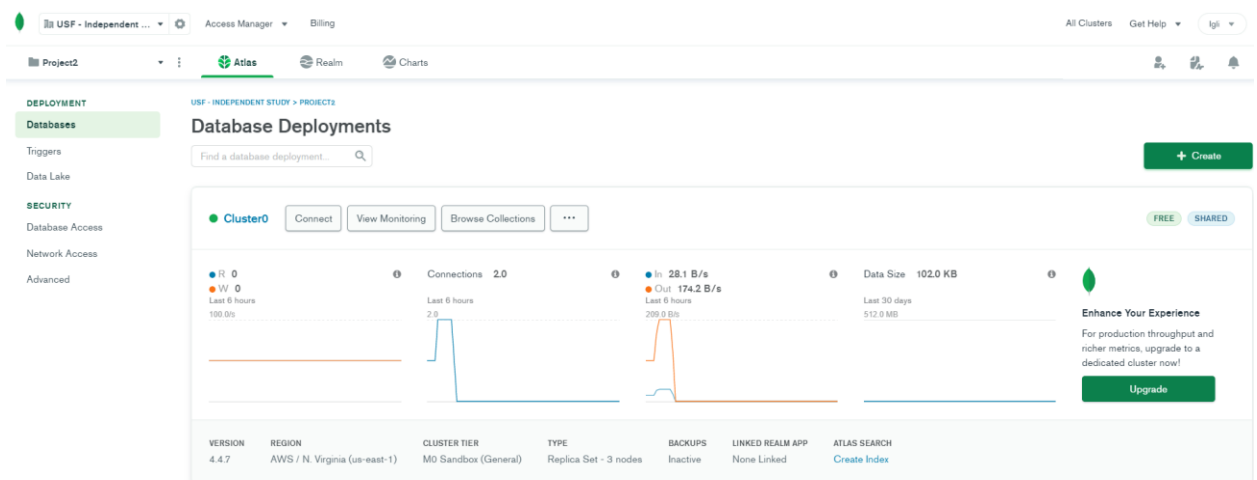 USF - Independent ... Access Manager Billing All Clusters Get Help Igli
Project2 Atlas Realm Charts
DEPLOYMENT
Databases
Triggers
Data Lake
SECURITY
Database Access
Network Access
Advanced
USF - INDEPENDENT STUDY > PROJECT2
Database Deployments
Find a database deployment...
+ Create
Cluster0 Connect View Monitoring Browse Collections ... FREE SHARED
R 0
W 0
Last 6 hours
100.0/s
Connections 2.0
Last 6 hours
2.0
In 28.1 B/s
Out 174.2 B/s
Last 6 hours
209.0 B/s
Data Size 102.0 KB
Last 30 days
512.0 MB
Enhance Your Experience
For production throughput and
richer metrics, upgrade to a
dedicated cluster now!
Upgrade
VERSION REGION CLUSTER TIER TYPE BACKUPS LINKED REALM APP ATLAS SEARCH
4.4.7 AWS / N. Virginia (us-east-1) M0 Sandbox (General) Replica Set - 3 nodes Inactive None Linked Create Index